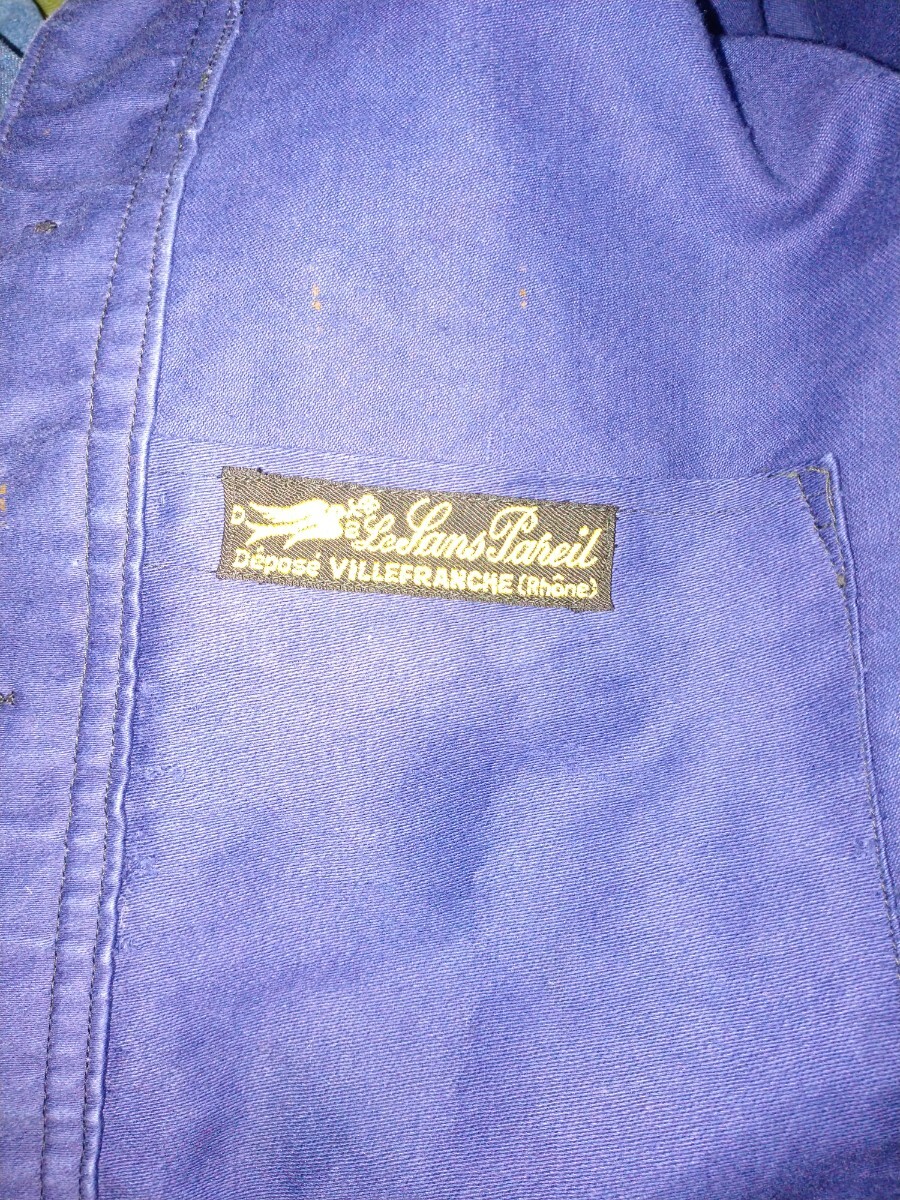 D B Le Sans Pareil
Déposé VILLEFRANCHE (Rhône)